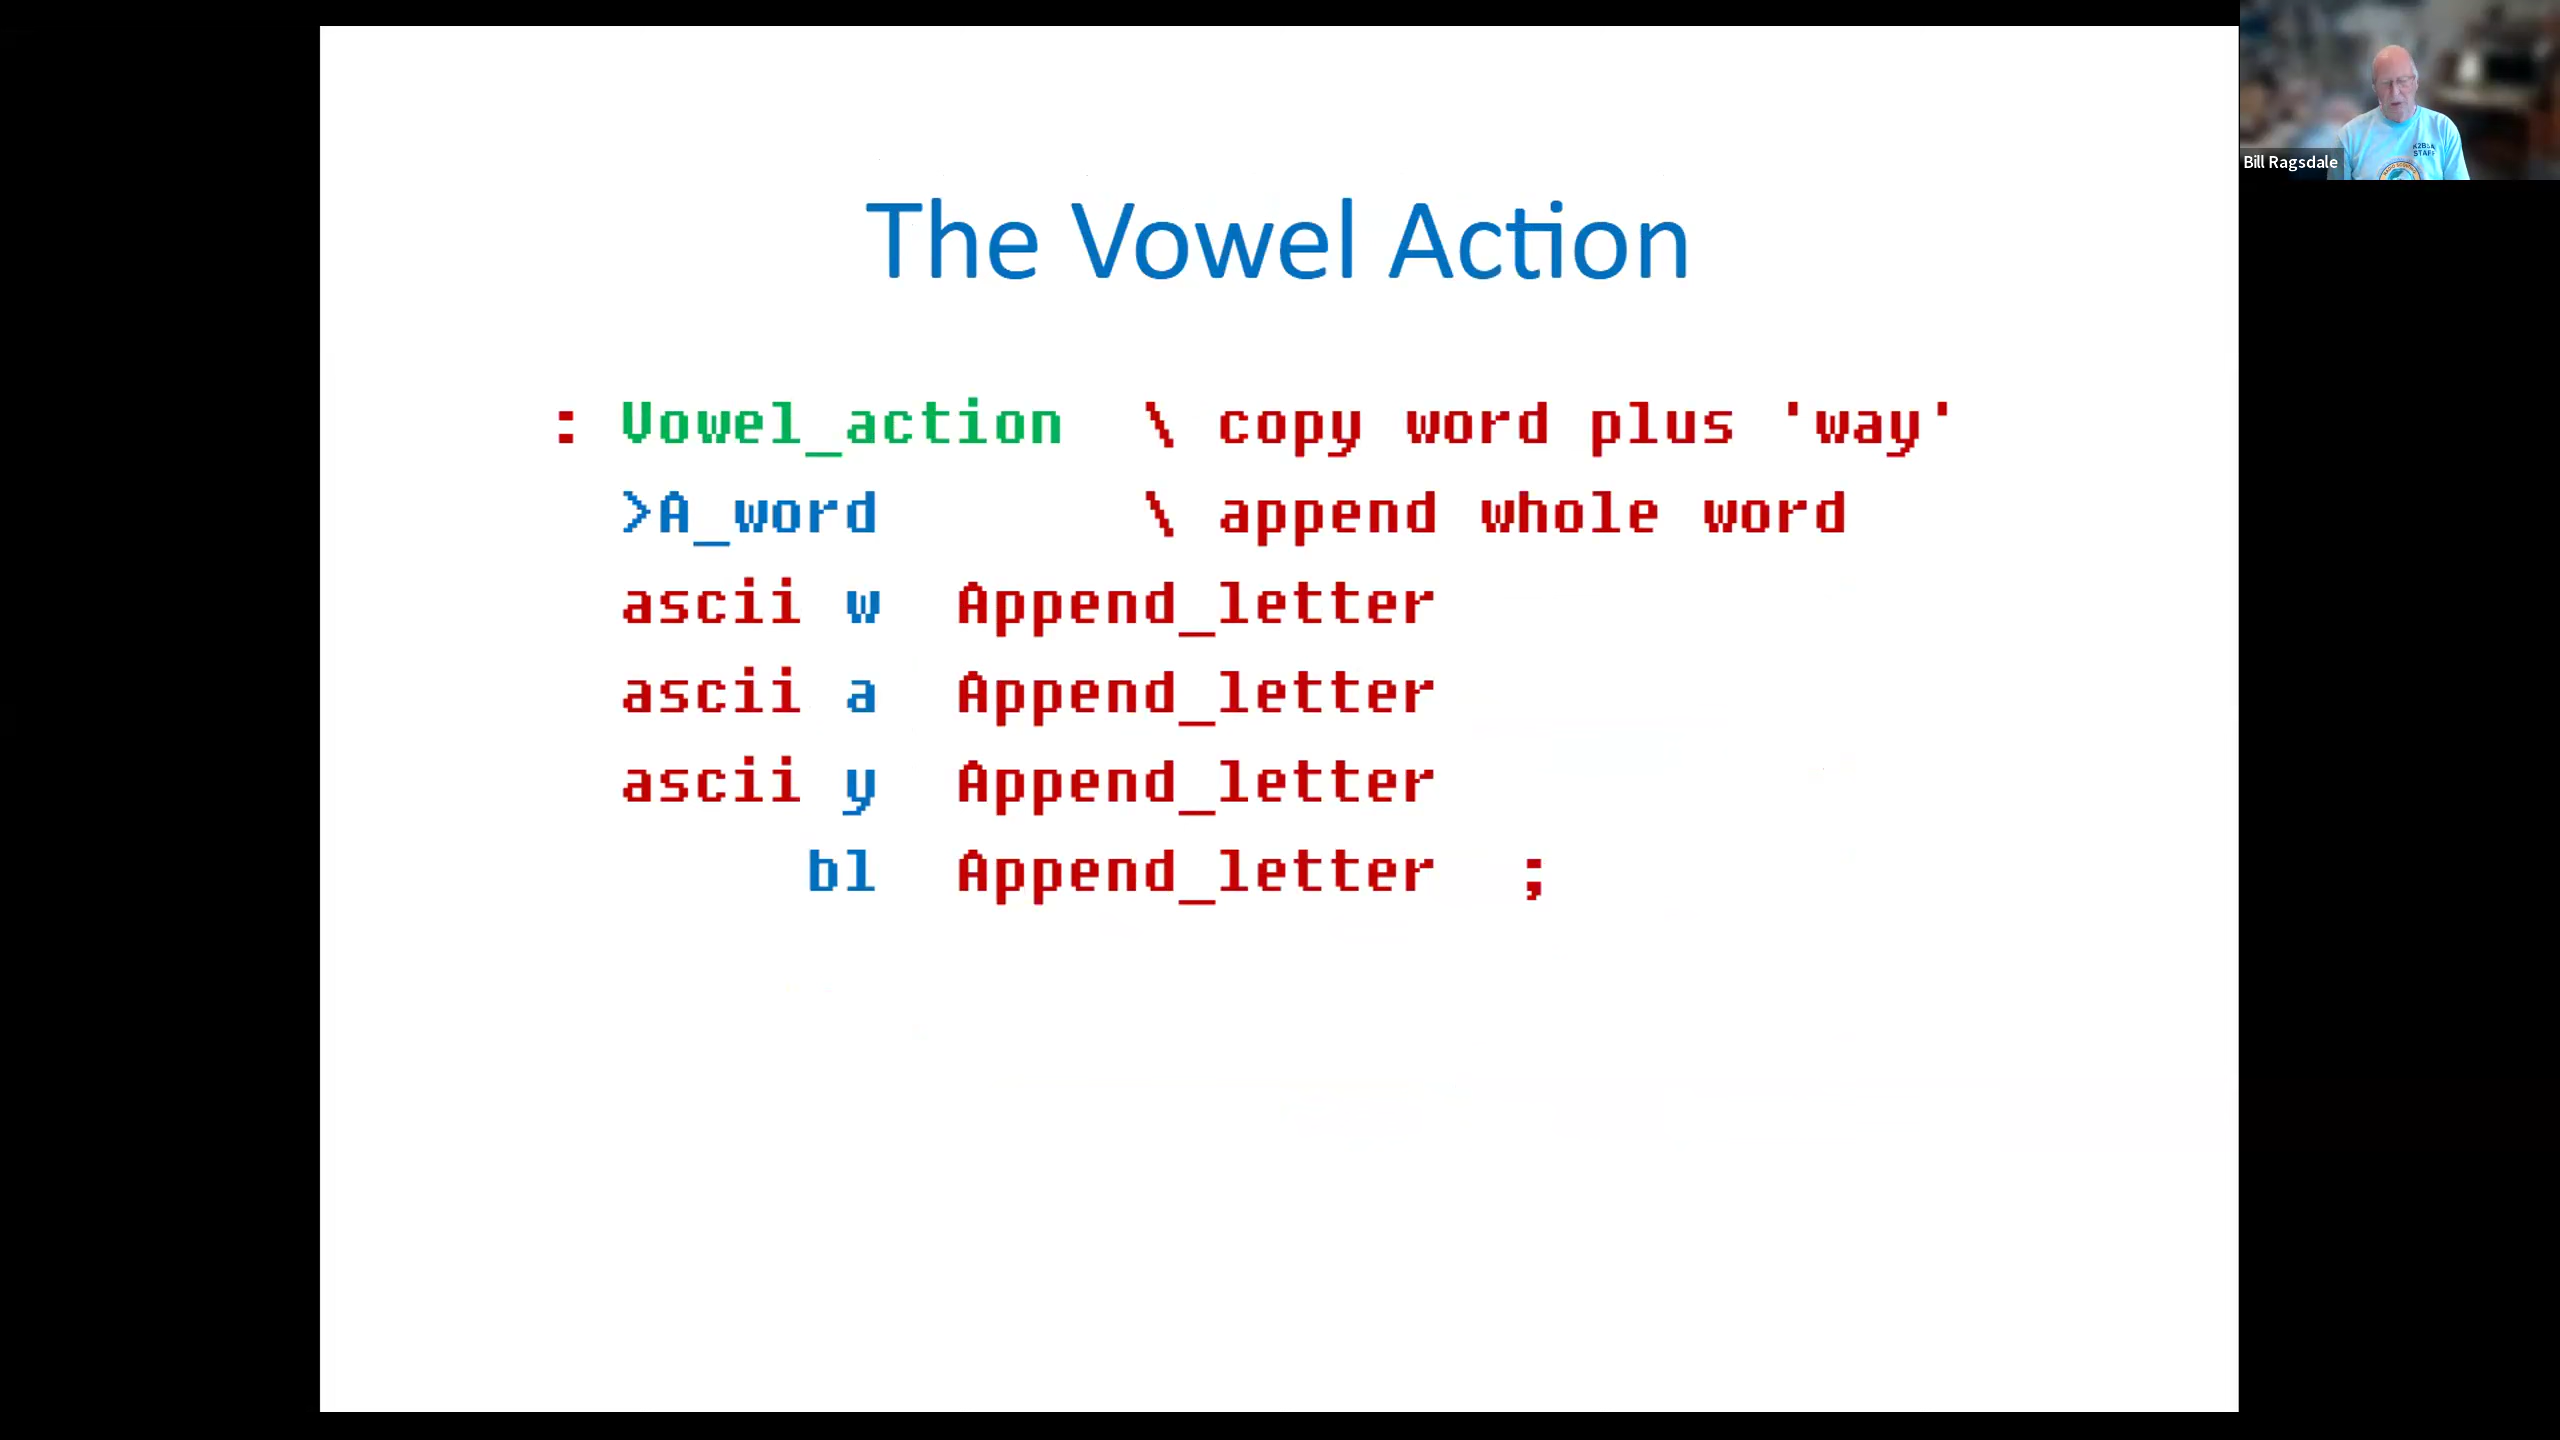 The Vowel Action
: Vowel_action \ copy word plus 'way'
>A_word \ append whole word
ascii w Append_letter
ascii a Append_letter
ascii y Append_letter
bl Append_letter ;
Bill Ragsdale
STAFF